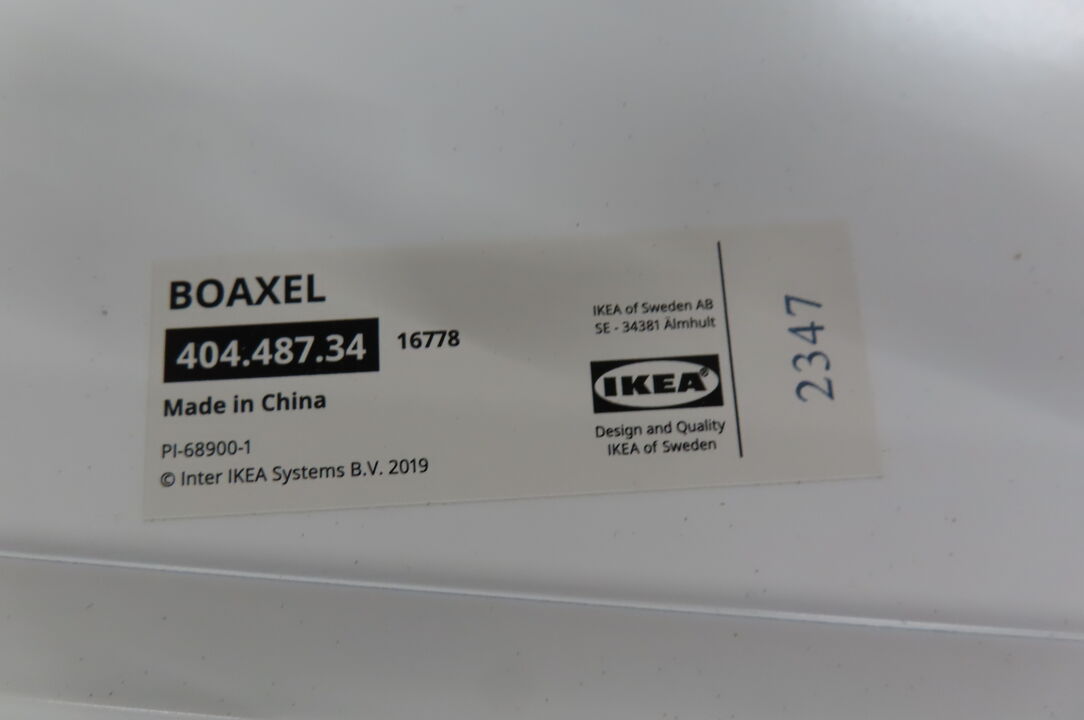 BOAXEL
404.487.34 16778
Made in China
PI-68900-1
© Inter IKEA Systems B.V. 2019
IKEA of Sweden AB
SE - 34381 Älmhult
IKEA®
Design and Quality
IKEA of Sweden
2347